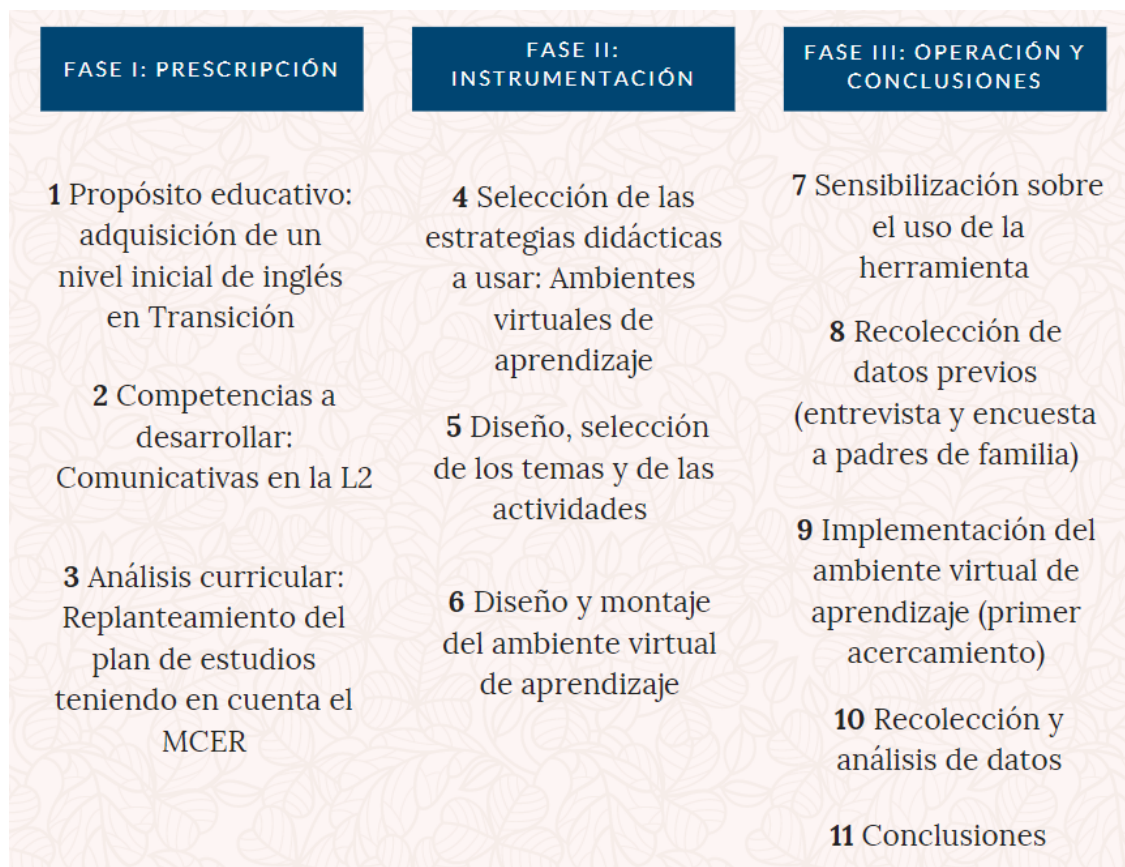 FASE I: PRESCRIPCIÓN
1 Propósito educativo:
adquisición de un
nivel inicial de inglés
en Transición
2 Competencias a
desarrollar:
Comunicativas en la L2
3 Análisis curricular:
Replanteamiento del
plan de estudios
teniendo en cuenta el
MCER
FASE II:
INSTRUMENTACIÓN
4 Selección de las
estrategias didácticas
a usar: Ambientes
virtuales de
aprendizaje
5 Diseño, selección
de los temas y de las
actividades
6 Diseño y montaje
del ambiente virtual
de aprendizaje
FASE III: OPERACIÓN Y
CONCLUSIONES
7 Sensibilización sobre
el uso de la
herramienta
8 Recolección de
datos previos
(entrevista y encuesta
a padres de familia)
9 Implementación del
ambiente virtual de
aprendizaje (primer
acercamiento)
10 Recolección y
análisis de datos
11 Conclusiones